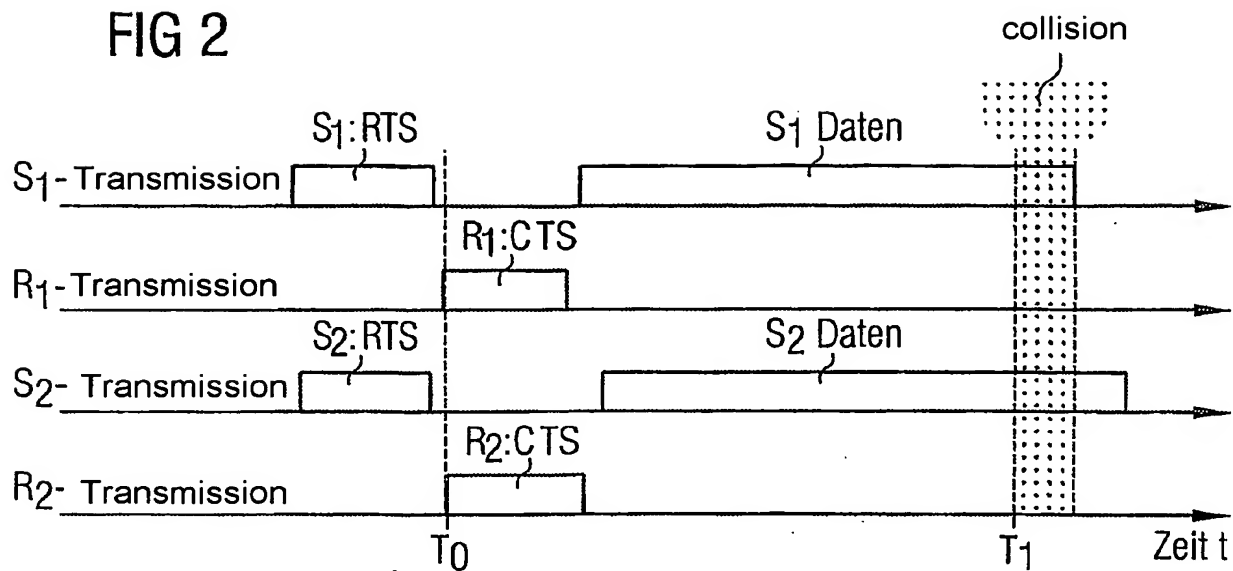 FIG 2
collision
S1:RTS
S1 Daten
S1- Transmission
R1:CTS
R1- Transmission
S2:RTS
S2 Daten
S2- Transmission
R2:CTS
R2- Transmission
T0
T1
Zeit t